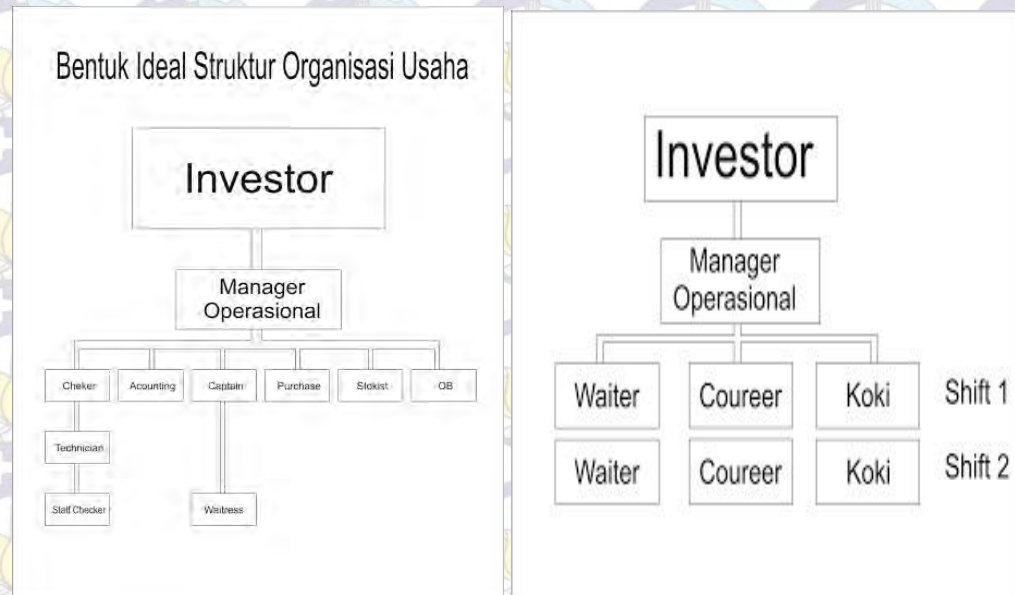 Bentuk Ideal Struktur Organisasi Usaha
Investor
Manager
Operasional
Cheker
Acounting
Captain
Purchase
Stokist
OB
Technician
Staff Checker
Waitress
Investor
Manager
Operasional
Waiter
Coureer
Koki
Shift 1
Waiter
Coureer
Koki
Shift 2